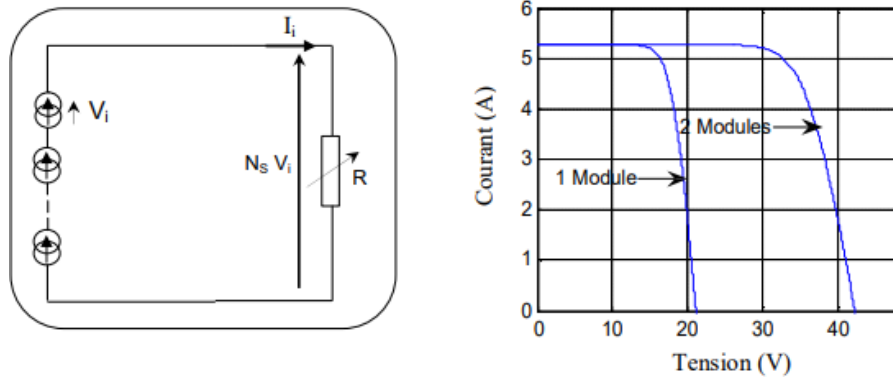 I_i
V_i
N_S V_i
R
Courant (A)
6
5
4
3
2
1
0
2 Modules
1 Module
0
10
20
30
40
Tension (V)